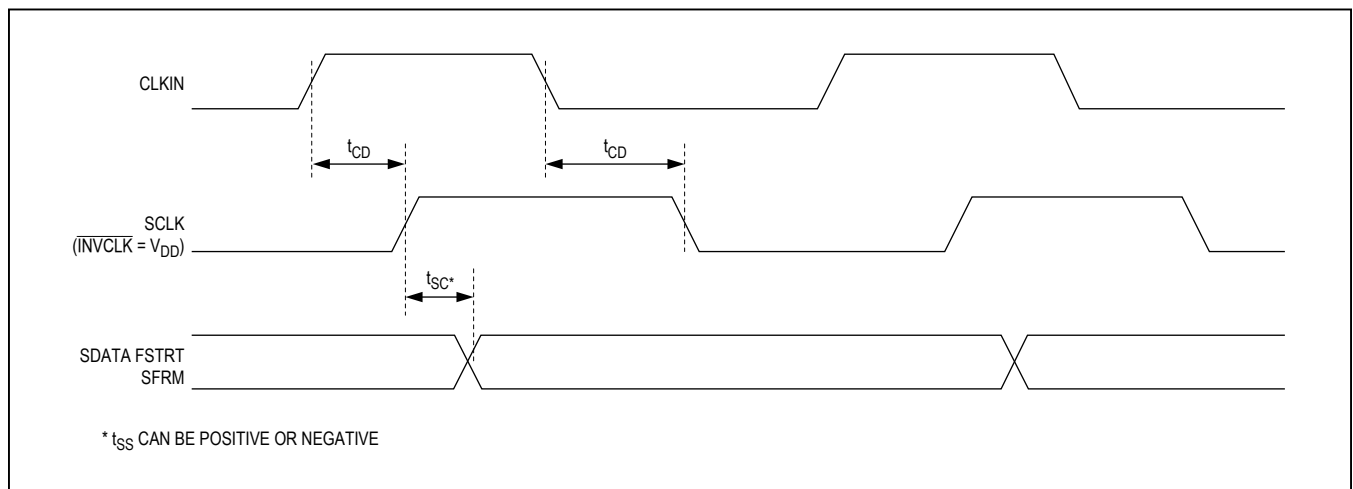 CLKIN
tCD
tCD
SCLK
(INVCLK = VDD)
tSC*
SDATA FSTRT
SFRM
* tSS CAN BE POSITIVE OR NEGATIVE